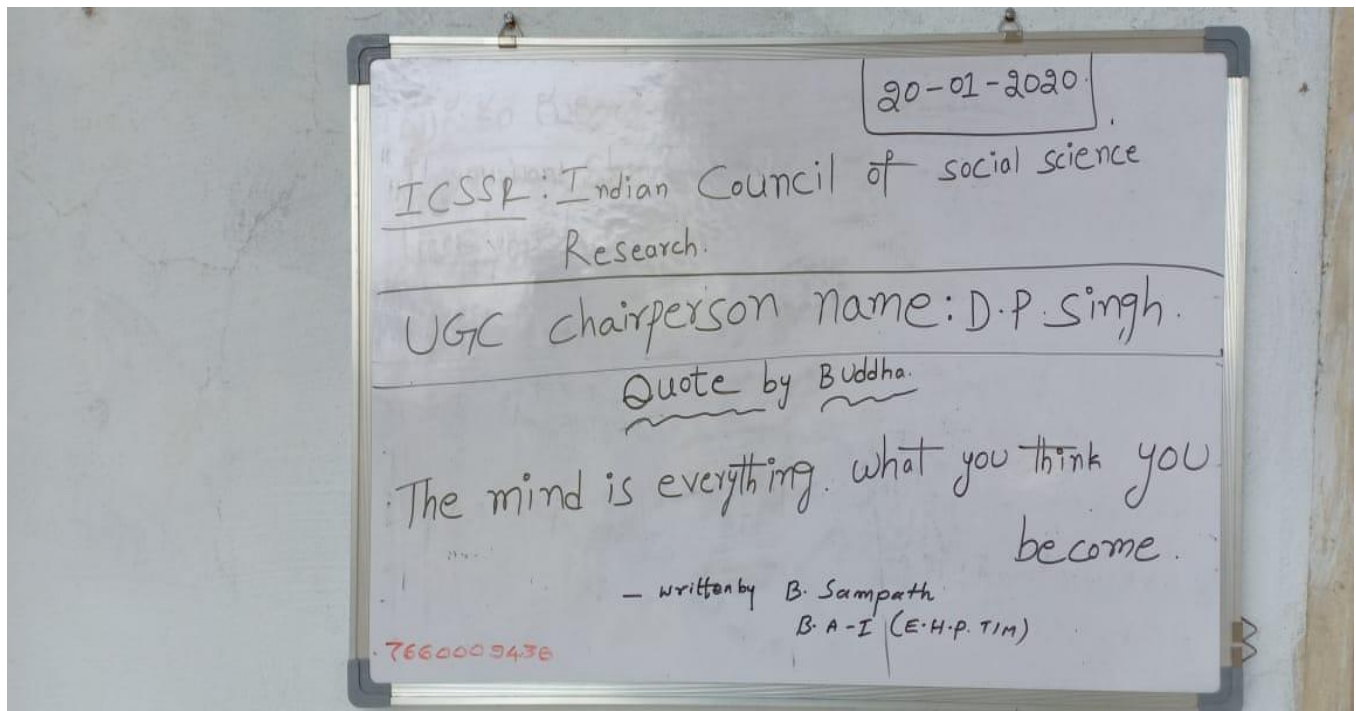 20-01-2020.
ICSSR: Indian Council of social science
Research.
UGC chairperson name: D.P. Singh.
Quote by Buddha.
The mind is everything. what you think you
become.
- written by B. Sampath
B. A-I (E.H.P. T/M)
7660009436